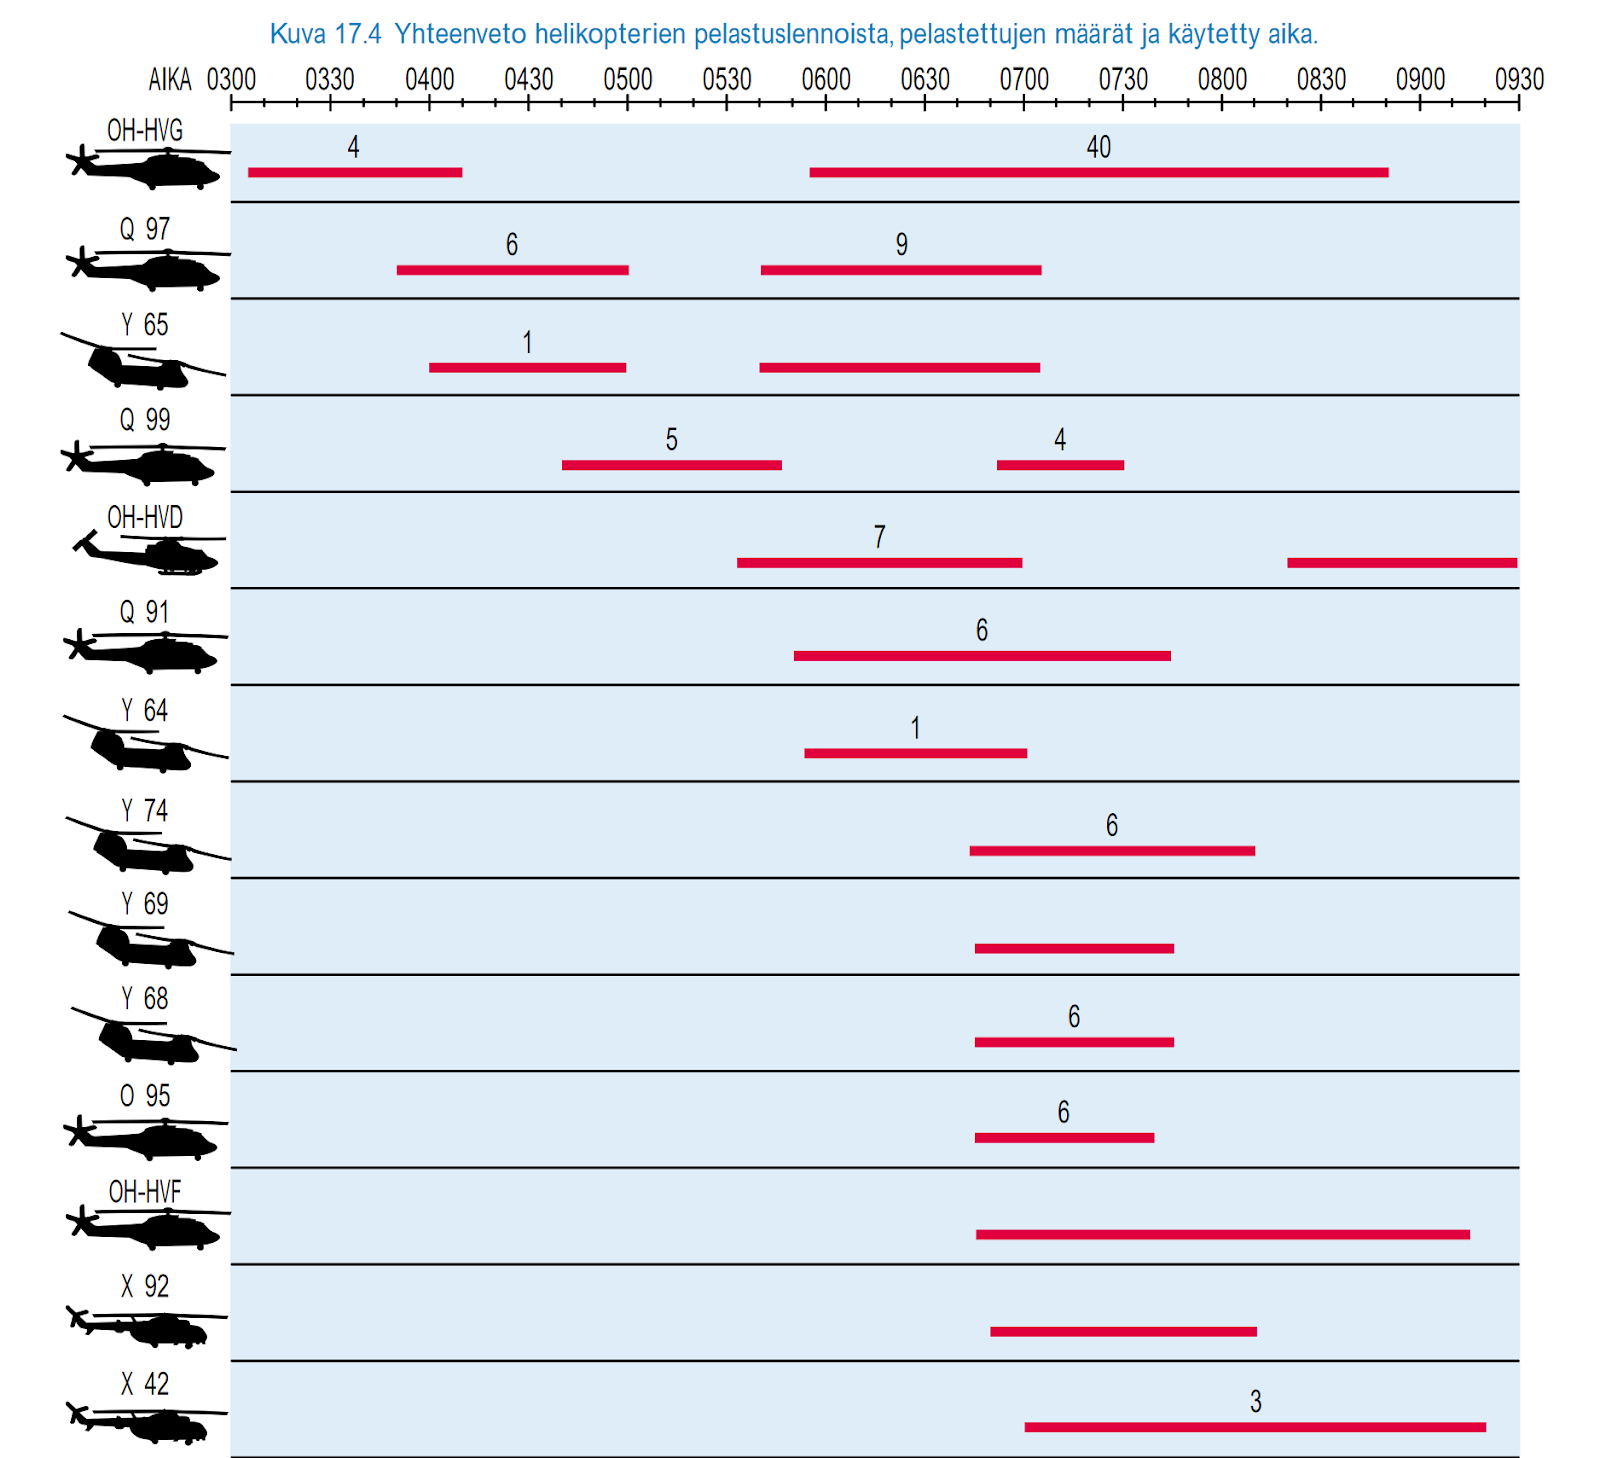 Kuva 17.4 Yhteenveto helikopterien pelastuslennoista, pelastettujen määrät ja käytetty aika.
AIKA 0300 0330 0400 0430 0500 0530 0600 0630 0700 0730 0800 0830 0900 0930
OH-HVG
4 40
Q 97
6 9
Y 65
1
Q 99
5 4
OH-HVD
7
Q 91
6
Y 64
1
Y 74
6
Y 69
Y 68
6
O 95
6
OH-HVF
X 92
X 42
3